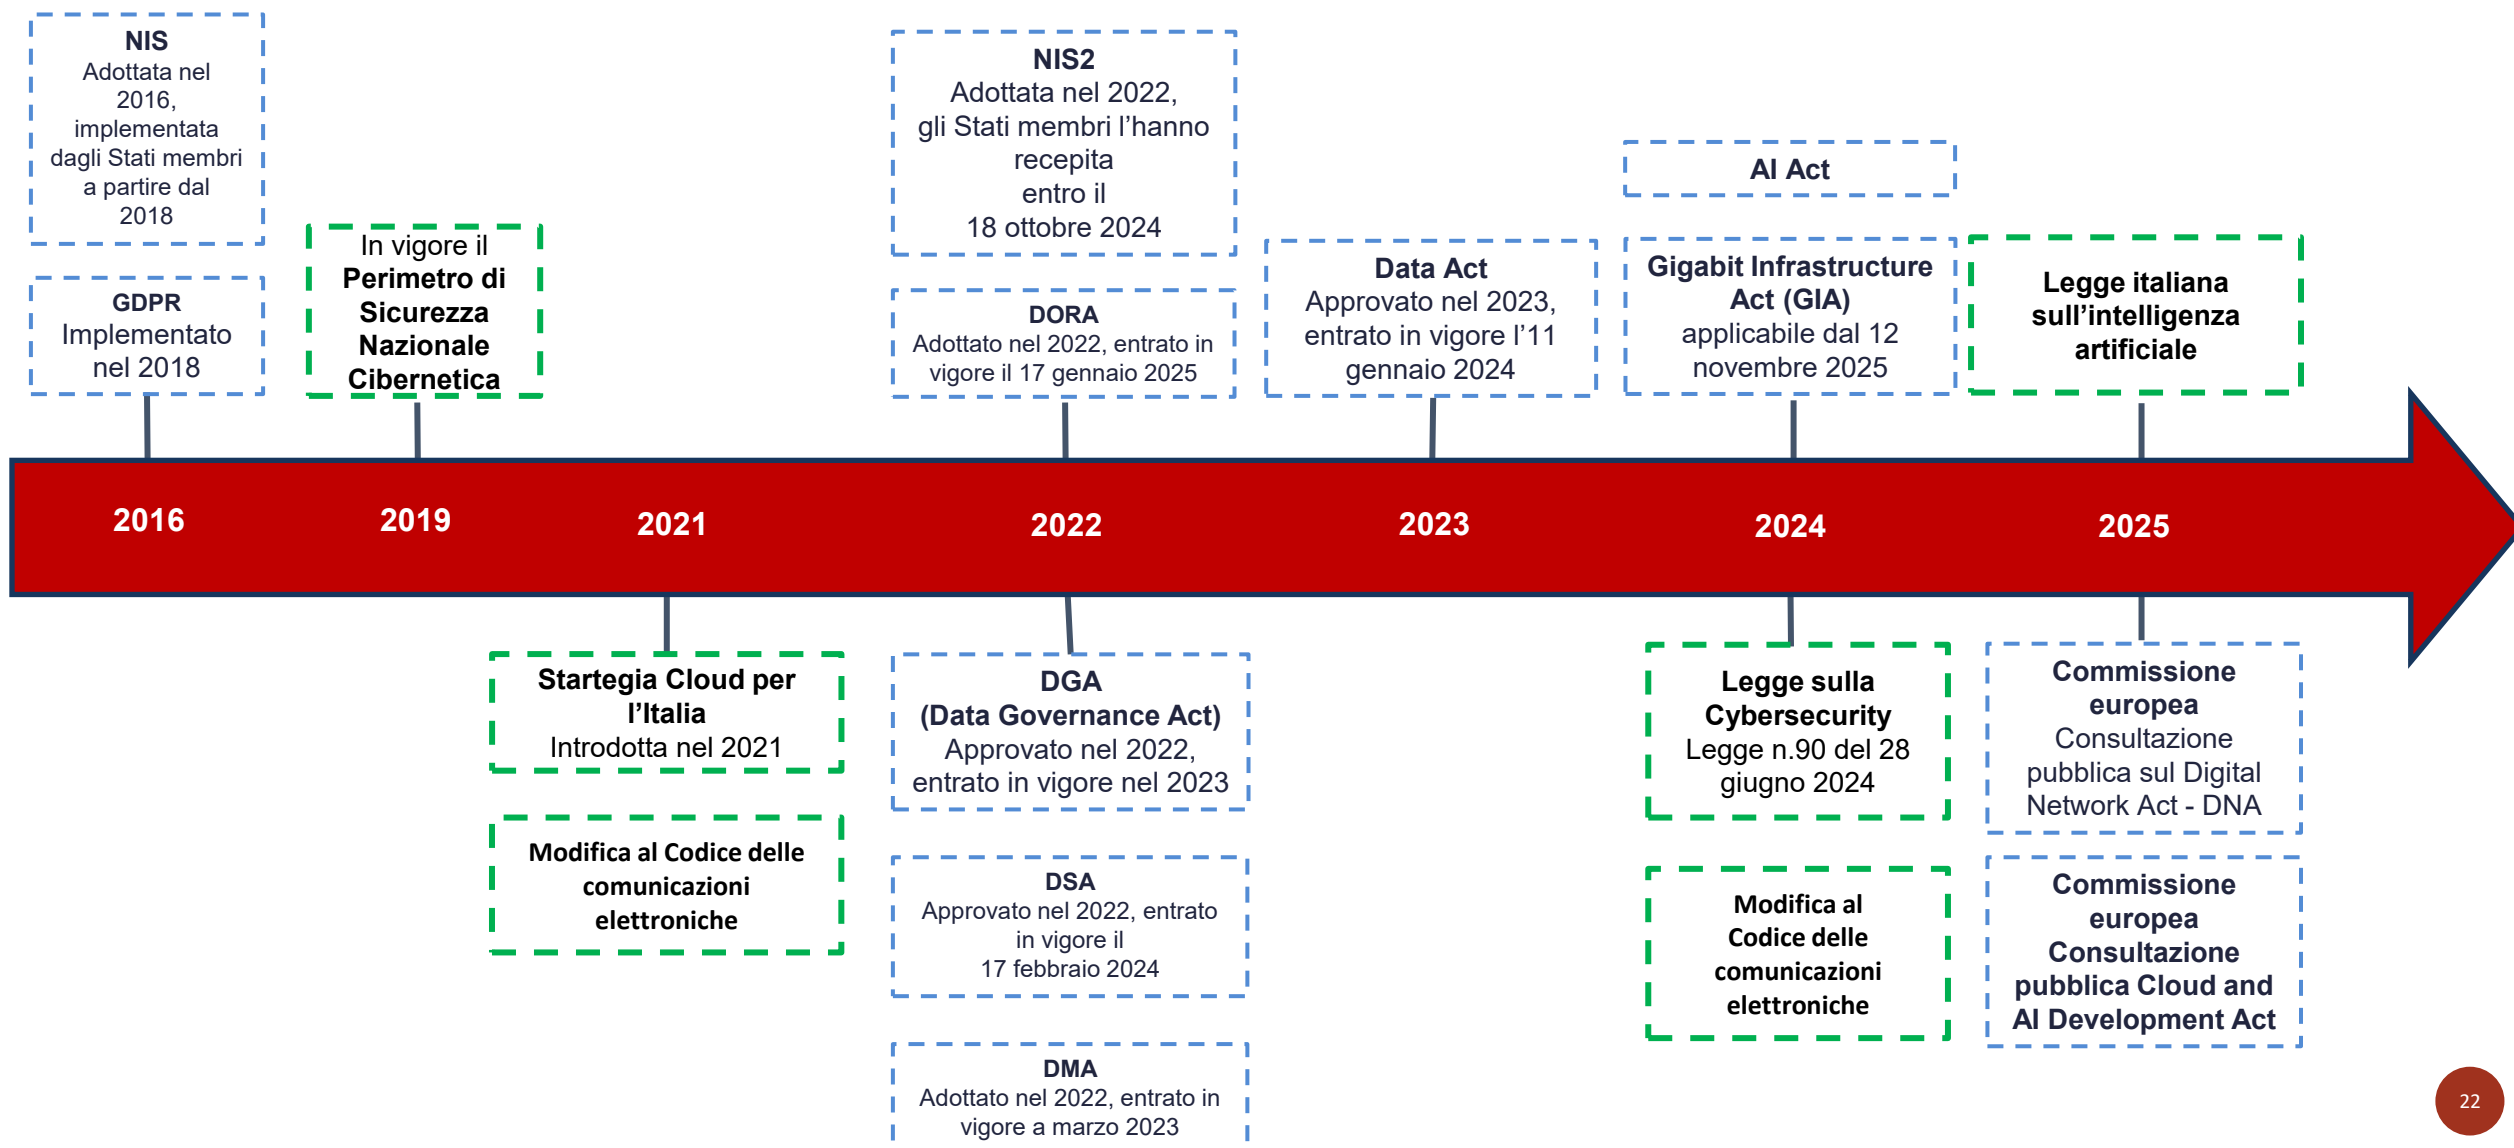 NIS
Adottata nel
2016,
implementata
dagli Stati membri
a partire dal
2018
GDPR
Implementato
nel 2018
In vigore il
Perimetro di
Sicurezza
Nazionale
Cibernetica
NIS2
Adottata nel 2022,
gli Stati membri l’hanno
recepita
entro il
18 ottobre 2024
DORA
Adottato nel 2022, entrato in
vigore il 17 gennaio 2025
Data Act
Approvato nel 2023,
entrato in vigore l’11
gennaio 2024
AI Act
Gigabit Infrastructure
Act (GIA)
applicabile dal 12
novembre 2025
Legge italiana
sull’intelligenza
artificiale
2016
2019
2021
2022
2023
2024
2025
Startegia Cloud per
l’Italia
Introdotta nel 2021
Modifica al Codice delle
comunicazioni
elettroniche
DGA
(Data Governance Act)
Approvato nel 2022,
entrato in vigore nel 2023
DSA
Approvato nel 2022, entrato
in vigore il
17 febbraio 2024
DMA
Adottato nel 2022, entrato in
vigore a marzo 2023
Legge sulla
Cybersecurity
Legge n.90 del 28
giugno 2024
Modifica al
Codice delle
comunicazioni
elettroniche
Commissione
europea
Consultazione
pubblica sul Digital
Network Act - DNA
Commissione
europea
Consultazione
pubblica Cloud and
AI Development Act
22